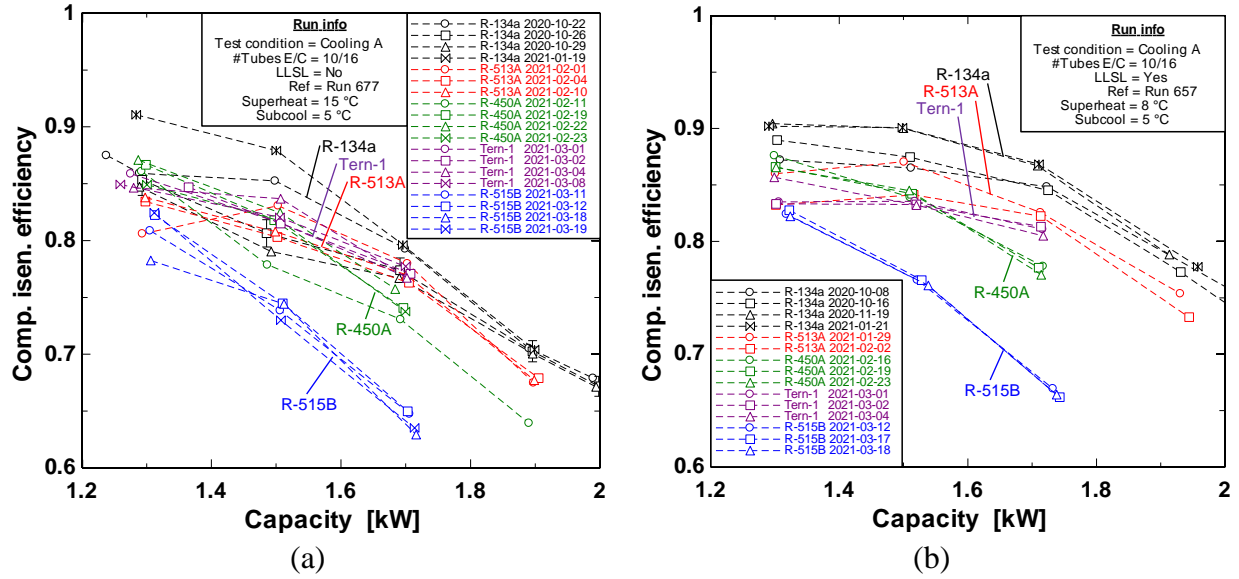 Run info
Test condition = Cooling A
#Tubes E/C = 10/16
LLSL = No
Ref = Run 677
Superheat = 15 °C
Subcool = 5 °C
R-134a 2020-10-22
R-134a 2020-10-26
R-134a 2020-10-29
R-134a 2021-01-19
R-513A 2021-02-01
R-513A 2021-02-04
R-513A 2021-02-10
R-450A 2021-02-11
R-450A 2021-02-19
R-450A 2021-02-22
R-450A 2021-02-23
Tern-1 2021-03-01
Tern-1 2021-03-02
Tern-1 2021-03-04
Tern-1 2021-03-08
R-515B 2021-03-11
R-515B 2021-03-12
R-515B 2021-03-18
R-515B 2021-03-19
R-134a
Tern-1
R-513A
R-450A
R-515B
1
0.9
0.8
0.7
0.6
Comp. isen. efficiency
1.2 1.4 1.6 1.8 2
Capacity [kW]
(a)
Run info
Test condition = Cooling A
#Tubes E/C = 10/16
LLSL = Yes
Ref = Run 657
Superheat = 8 °C
Subcool = 5 °C
R-134a
R-513A
Tern-1
R-450A
R-515B
R-134a 2020-10-08
R-134a 2020-10-16
R-134a 2020-11-19
R-134a 2021-01-21
R-513A 2021-01-29
R-513A 2021-02-02
R-450A 2021-02-16
R-450A 2021-02-19
R-450A 2021-02-23
Tern-1 2021-03-01
Tern-1 2021-03-02
Tern-1 2021-03-04
R-515B 2021-03-12
R-515B 2021-03-17
R-515B 2021-03-18
1
0.9
0.8
0.7
0.6
Comp. isen. efficiency
1.2 1.4 1.6 1.8 2
Capacity [kW]
(b)